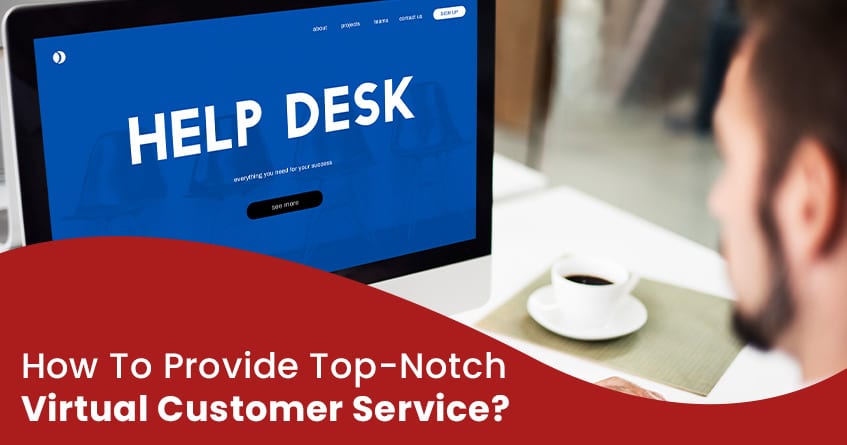 about projects teams contact us SIGN UP
HELP DESK
everything you need for your success
see more
How To Provide Top-Notch
Virtual Customer Service?